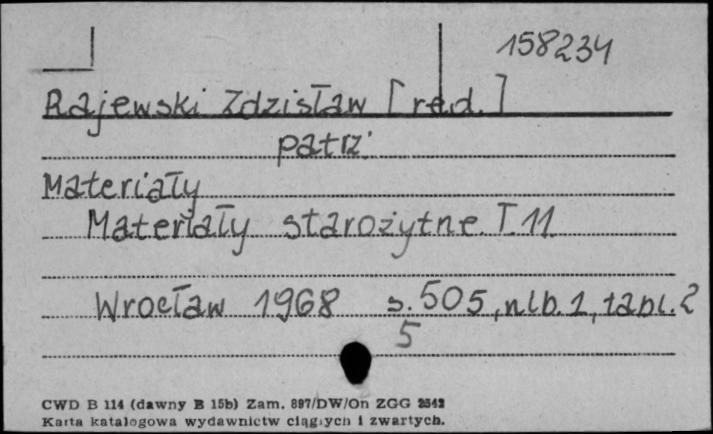 158234
Rajewski Zdzisław [red.]
patrz:
Materiały
Materiały starożytne. T. 11
Wrocław 1968 s. 505, nlb. 1, tabl. 2
5
CWD B 114 (dawny B 15b) Zam. 897/DW/On ZGG 2542
Karta katalogowa wydawnictw ciągłych i zwartych.